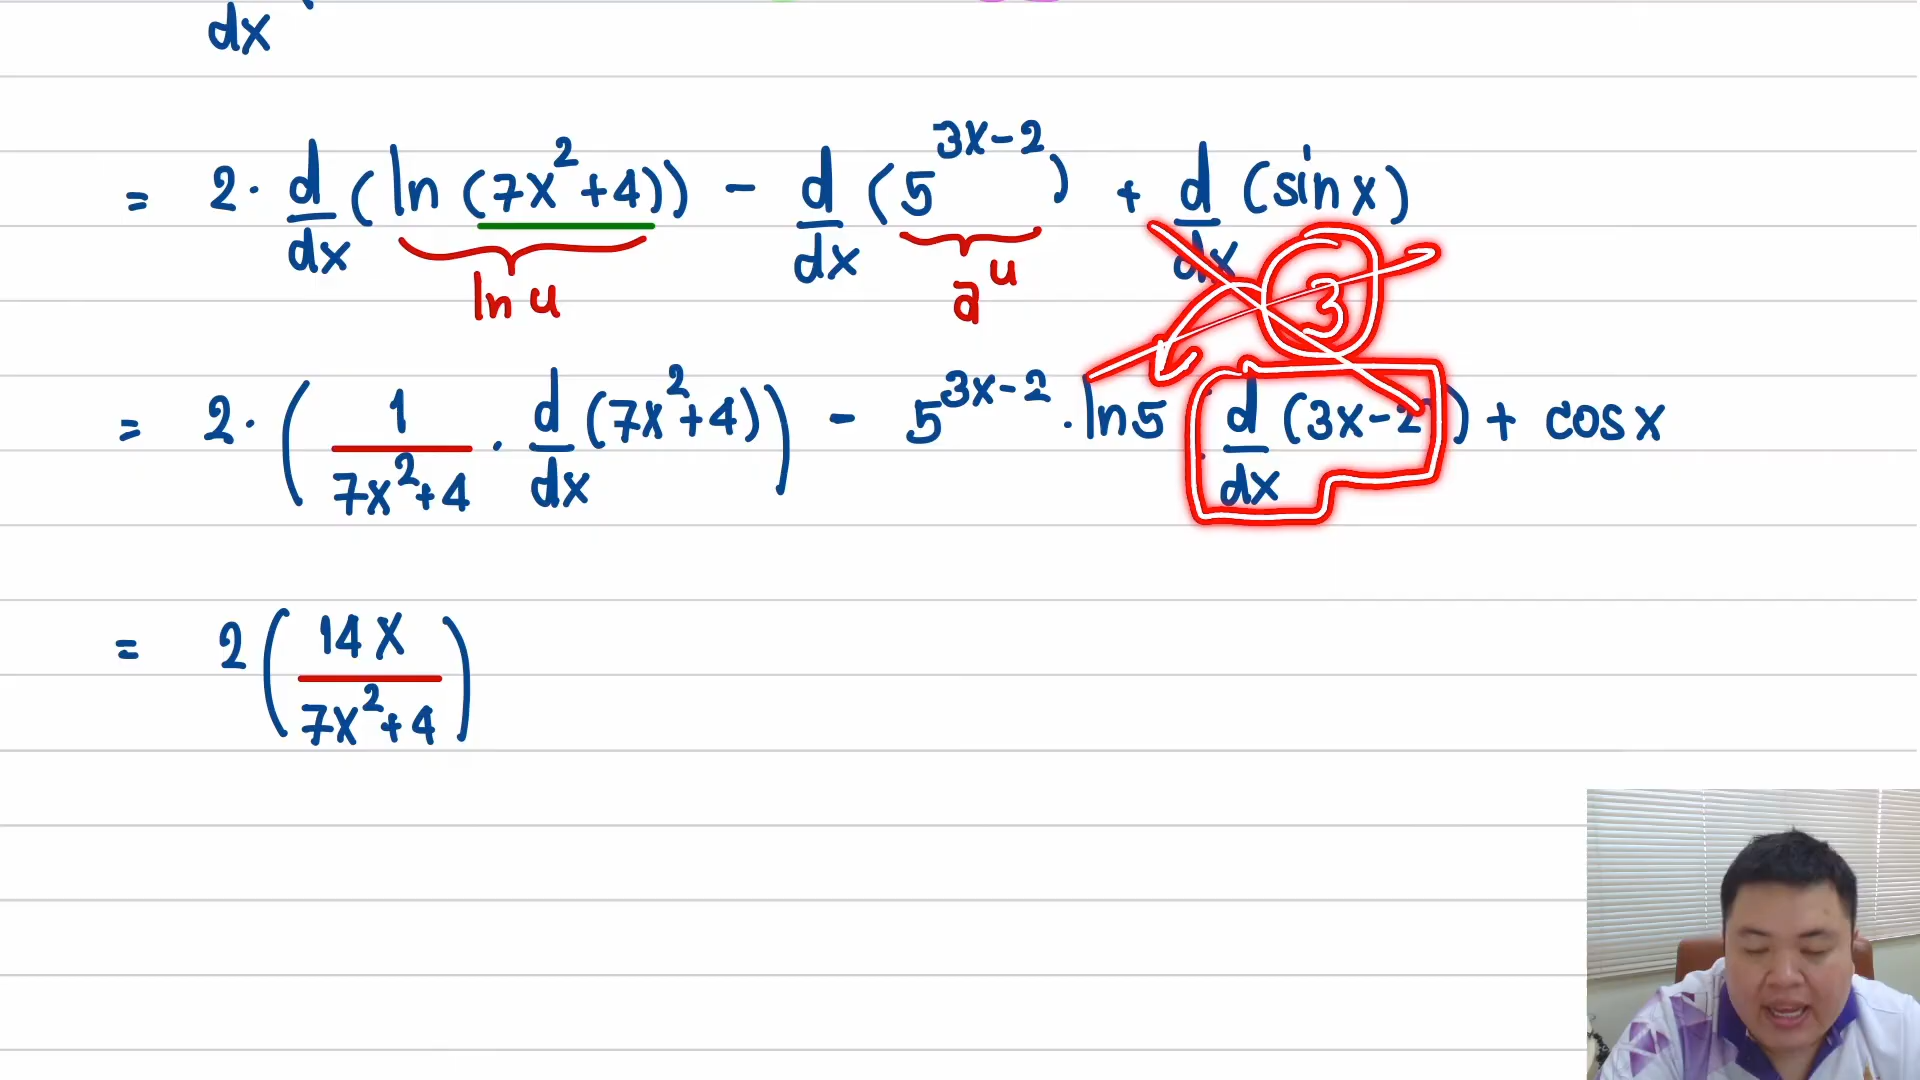 dx
= 2 · d/dx (ln (7x²+4)) − d/dx (5^(3x−2)) + d/dx (sin x)
ln u a^u 3
= 2 · (1/(7x²+4) · d/dx (7x²+4)) − 5^(3x−2) · ln5 · d/dx (3x−2) + cos x
= 2 (14x/(7x²+4))